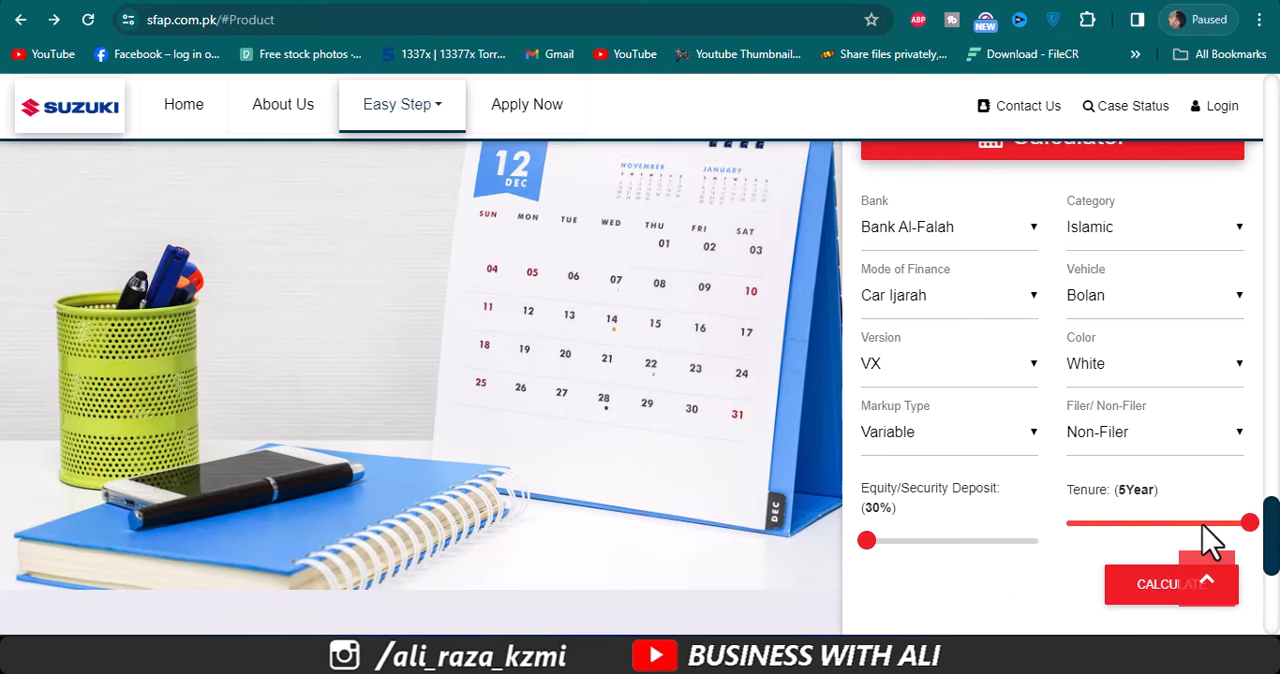 sfap.com.pk/#Product
ABP
NEW
Paused
YouTube
Facebook – log in o...
Free stock photos -...
1337x | 13377x Torr...
Gmail
YouTube
Youtube Thumbnail...
Share files privately,...
Download - FileCR
»
All Bookmarks
SUZUKI
Home
About Us
Easy Step
Apply Now
Contact Us
Case Status
Login
Calculator
Bank
Category
Bank Al-Falah
Islamic
Mode of Finance
Vehicle
Car Ijarah
Bolan
Version
Color
VX
White
Markup Type
Filer/ Non-Filer
Variable
Non-Filer
Equity/Security Deposit:
(30%)
Tenure: (5Year)
CALCULATE
12
DEC
NOVEMBER
JANUARY
SUN MON TUE WED THU FRI SAT
01 02 03
04 05 06 07 08 09 10
11 12 13 14 15 16 17
18 19 20 21 22 23 24
25 26 27 28 29 30 31
DEC
/ali_raza_kzmi
BUSINESS WITH ALI